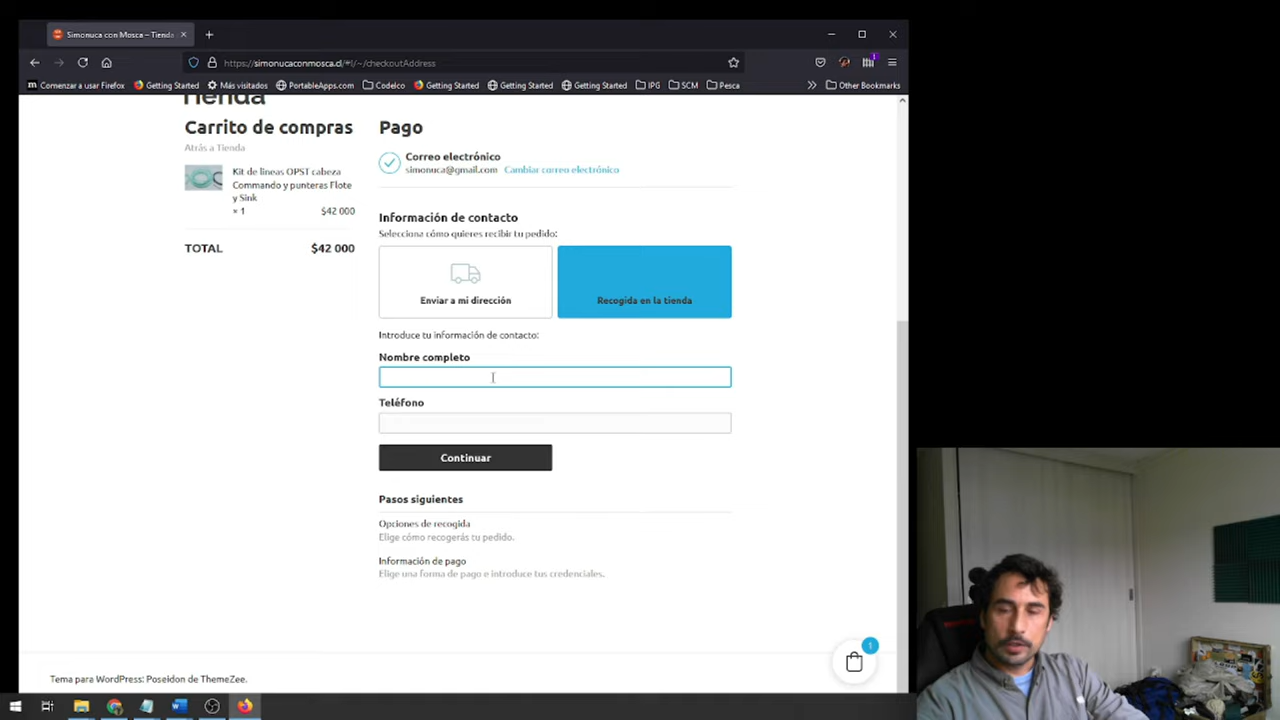 Simonuca con Mosca – Tienda
https://simonucaconmosca.cl/#!/~/checkoutAddress
Comenzar a usar Firefox
Getting Started
Más visitados
PortableApps.com
Codelco
Getting Started
Getting Started
Getting Started
IPG
SCM
Pesca
Other Bookmarks
Tienda
Carrito de compras
Atrás a Tienda
Kit de lineas OPST cabeza
Commando y punteras Flote
y Sink
× 1 $42 000
TOTAL $42 000
Pago
Correo electrónico
simonuca@gmail.com Cambiar correo electrónico
Información de contacto
Selecciona cómo quieres recibir tu pedido:
Enviar a mi dirección
Recogida en la tienda
Introduce tu información de contacto:
Nombre completo
Teléfono
Continuar
Pasos siguientes
Opciones de recogida
Elige cómo recogerás tu pedido.
Información de pago
Elige una forma de pago e introduce tus credenciales.
1
Tema para WordPress: Poseidon de ThemeZee.